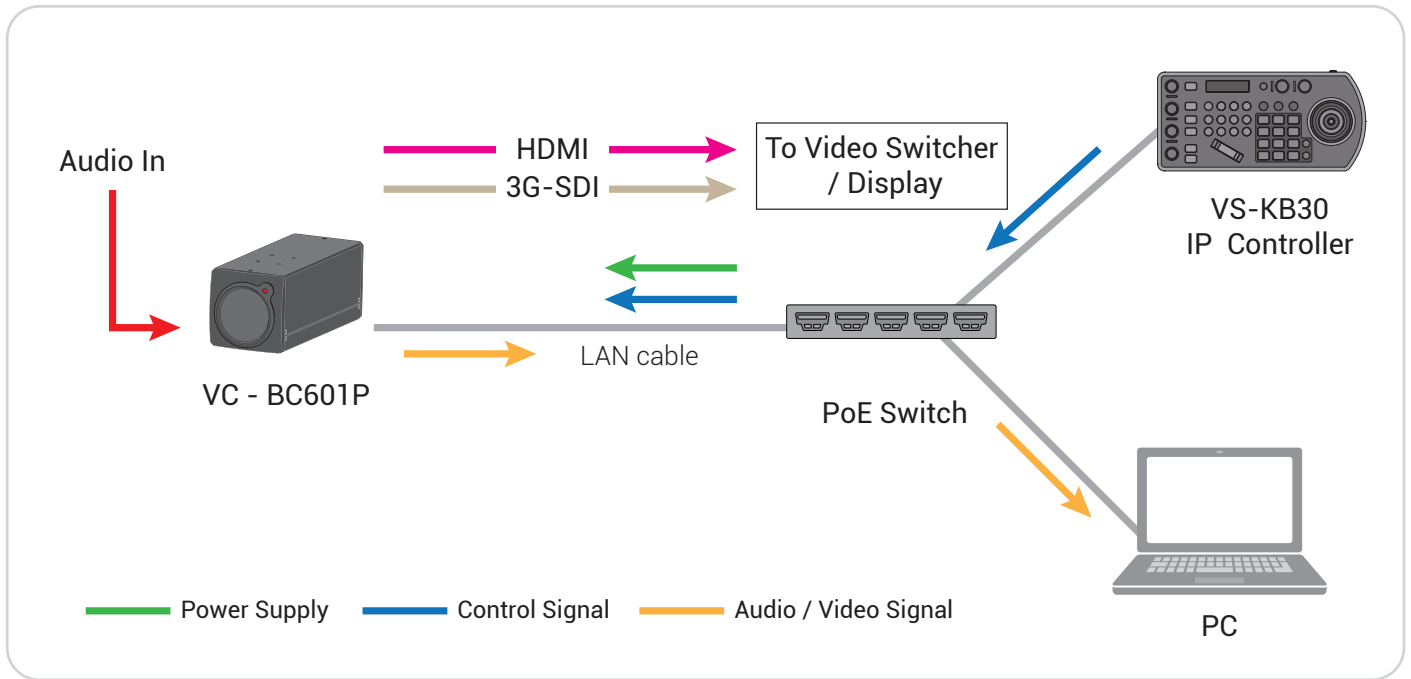 Audio In
HDMI
3G-SDI
To Video Switcher
/ Display
VS-KB30
IP Controller
VC - BC601P
LAN cable
PoE Switch
PC
Power Supply
Control Signal
Audio / Video Signal